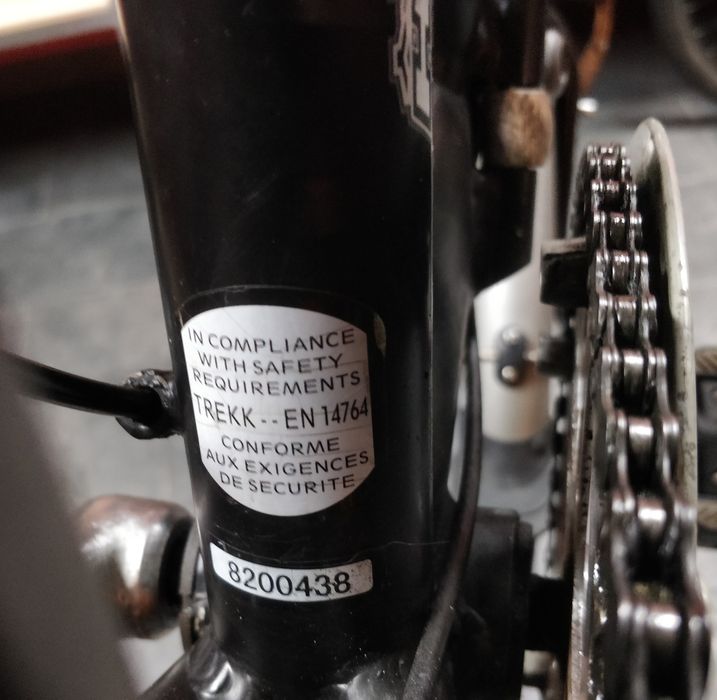 IN COMPLIANCE
WITH SAFETY
REQUIREMENTS
TREKK -- EN 14764
CONFORME
AUX EXIGENCES
DE SECURITE
8200438